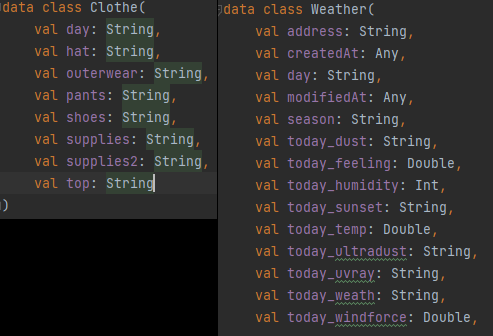 data class Clothe(
val day: String,
val hat: String,
val outerwear: String,
val pants: String,
val shoes: String,
val supplies: String,
val supplies2: String,
val top: String
)
data class Weather(
val address: String,
val createdAt: Any,
val day: String,
val modifiedAt: Any,
val season: String,
val today_dust: String,
val today_feeling: Double,
val today_humidity: Int,
val today_sunset: String,
val today_temp: Double,
val today_ultradust: String,
val today_uvray: String,
val today_weath: String,
val today_windforce: Double,